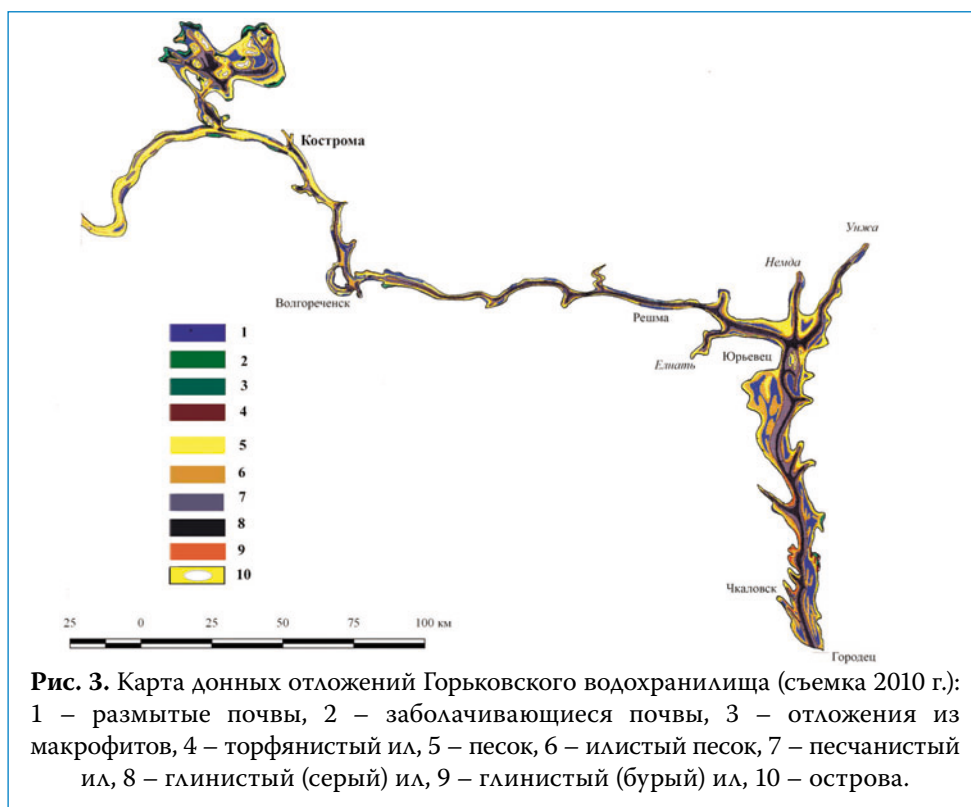 Кострома
Унжа
Немда
Волгореченск
Решма
Юрьевец
Елнать
1
2
3
4
5
6
7
8
9
10
Чкаловск
25 0 25 50 75 100 км
Городец
Рис. 3. Карта донных отложений Горьковского водохранилища (съемка 2010 г.):
1 – размытые почвы, 2 – заболачивающиеся почвы, 3 – отложения из
макрофитов, 4 – торфянистый ил, 5 – песок, 6 – илистый песок, 7 – песчанистый
ил, 8 – глинистый (серый) ил, 9 – глинистый (бурый) ил, 10 – острова.